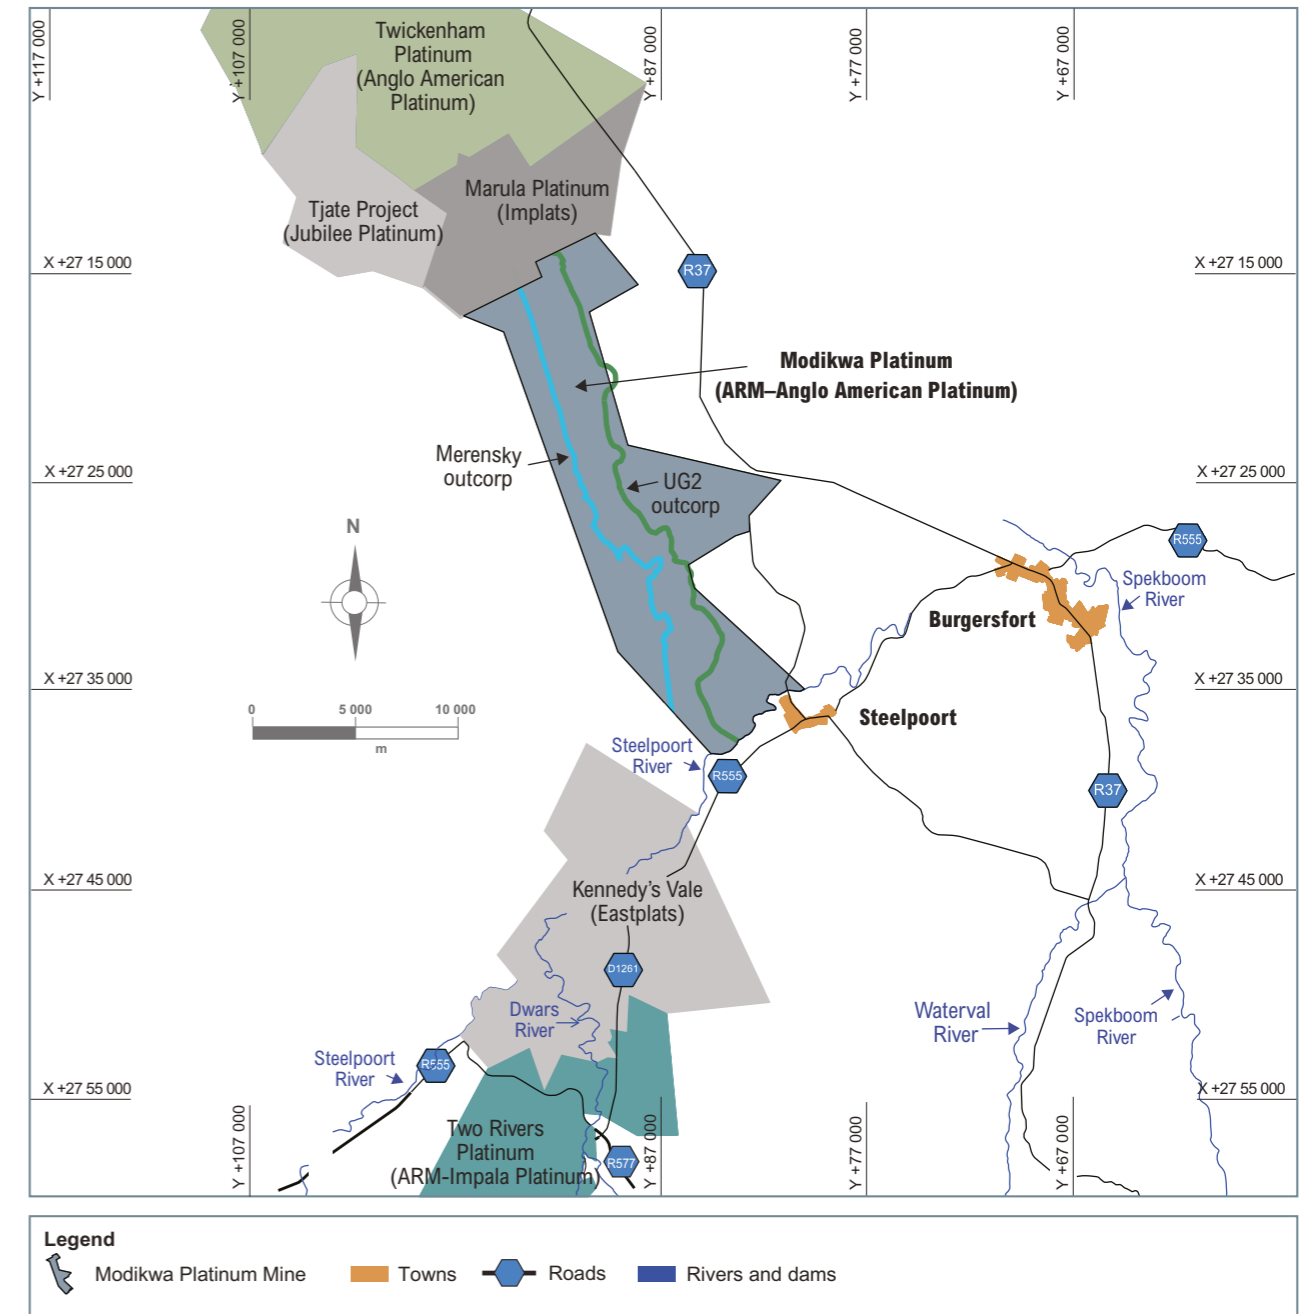 Y +117 000
Y +107 000
Y +87 000
Y +77 000
Y +67 000
Twickenham
Platinum
(Anglo American
Platinum)
Marula Platinum
(Implats)
Tjate Project
(Jubilee Platinum)
X +27 15 000
R37
X +27 15 000
Modikwa Platinum
(ARM–Anglo American Platinum)
Merensky
outcorp
X +27 25 000
UG2
outcorp
X +27 25 000
N
R555
Spekboom
River
Burgersfort
X +27 35 000
X +27 35 000
0
5 000
10 000
m
Steelpoort
Steelpoort
River
R555
R37
X +27 45 000
Kennedy's Vale
(Eastplats)
X +27 45 000
D1261
Dwars
River
Waterval
River
Spekboom
River
Steelpoort
River
R555
X +27 55 000
X +27 55 000
Two Rivers
Platinum
(ARM-Impala Platinum)
R577
Y +107 000
Y +87 000
Y +77 000
Y +67 000
Legend
Modikwa Platinum Mine
Towns
Roads
Rivers and dams